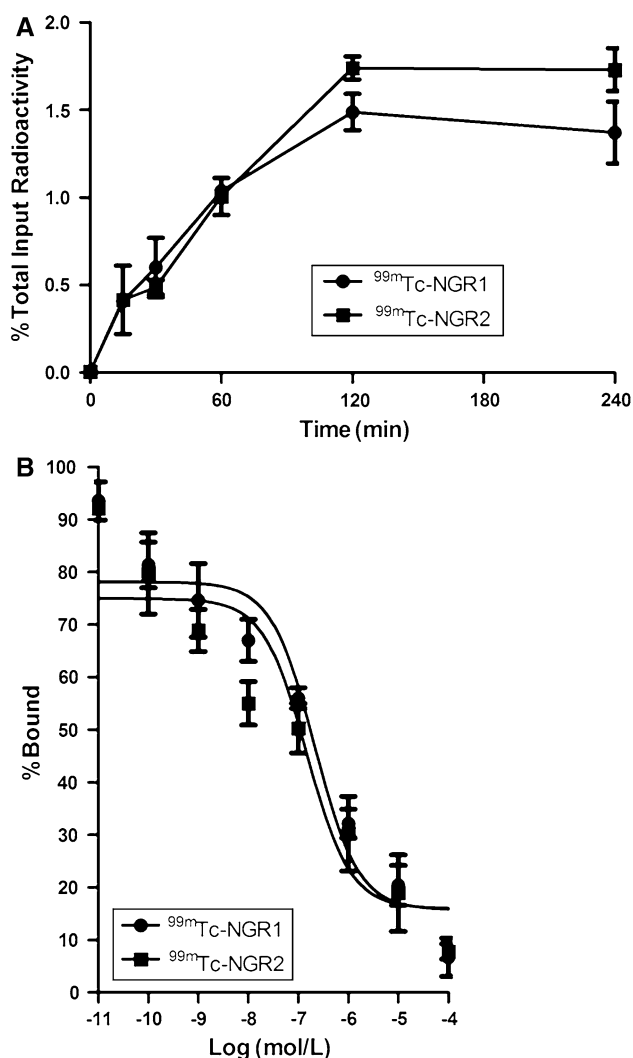 A
% Total Input Radioactivity
2.0
1.5
1.0
0.5
0.0
99mTc-NGR1
99mTc-NGR2
0 60 120 180 240
Time (min)
B
%Bound
100
90
80
70
60
50
40
30
20
10
0
99mTc-NGR1
99mTc-NGR2
-11 -10 -9 -8 -7 -6 -5 -4
Log (mol/L)